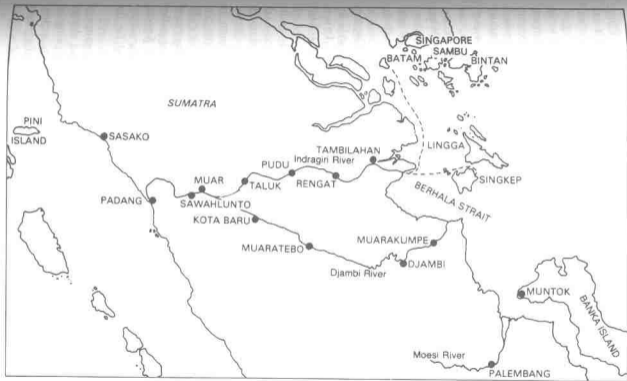 SINGAPORE
SAMBU
BATAM
BINTAN
SUMATRA
PINI
ISLAND
SASAKO
TAMBILAHAN
LINGGA
PUDU
Indragiri River
MUAR
TALUK
RENGAT
SINGKEP
PADANG
SAWAHLUNTO
BERHALA STRAIT
KOTA BARU
MUARATEBO
MUARAKUMPE
Djambi River
DJAMBI
MUNTOK
BANKA ISLAND
Moesi River
PALEMBANG